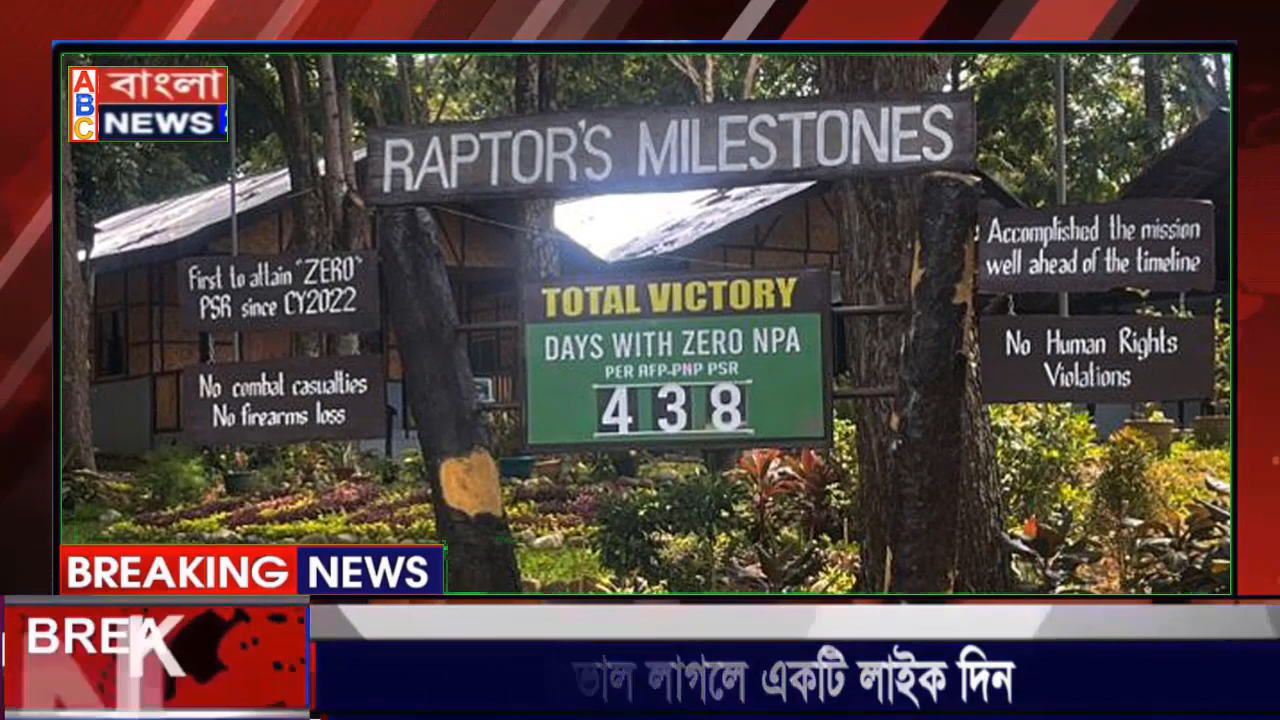 ABC
বাংলা
NEWS
RAPTOR'S MILESTONES
First to attain "ZERO"
PSR since CY2022
No combat casualties
No firearms loss
TOTAL VICTORY
DAYS WITH ZERO NPA
PER AFP-PNP PSR
438
Accomplished the mission
well ahead of the timeline
No Human Rights
Violations
BREAKING NEWS
BREAK
N
ভাল লাগলে একটি লাইক দিন